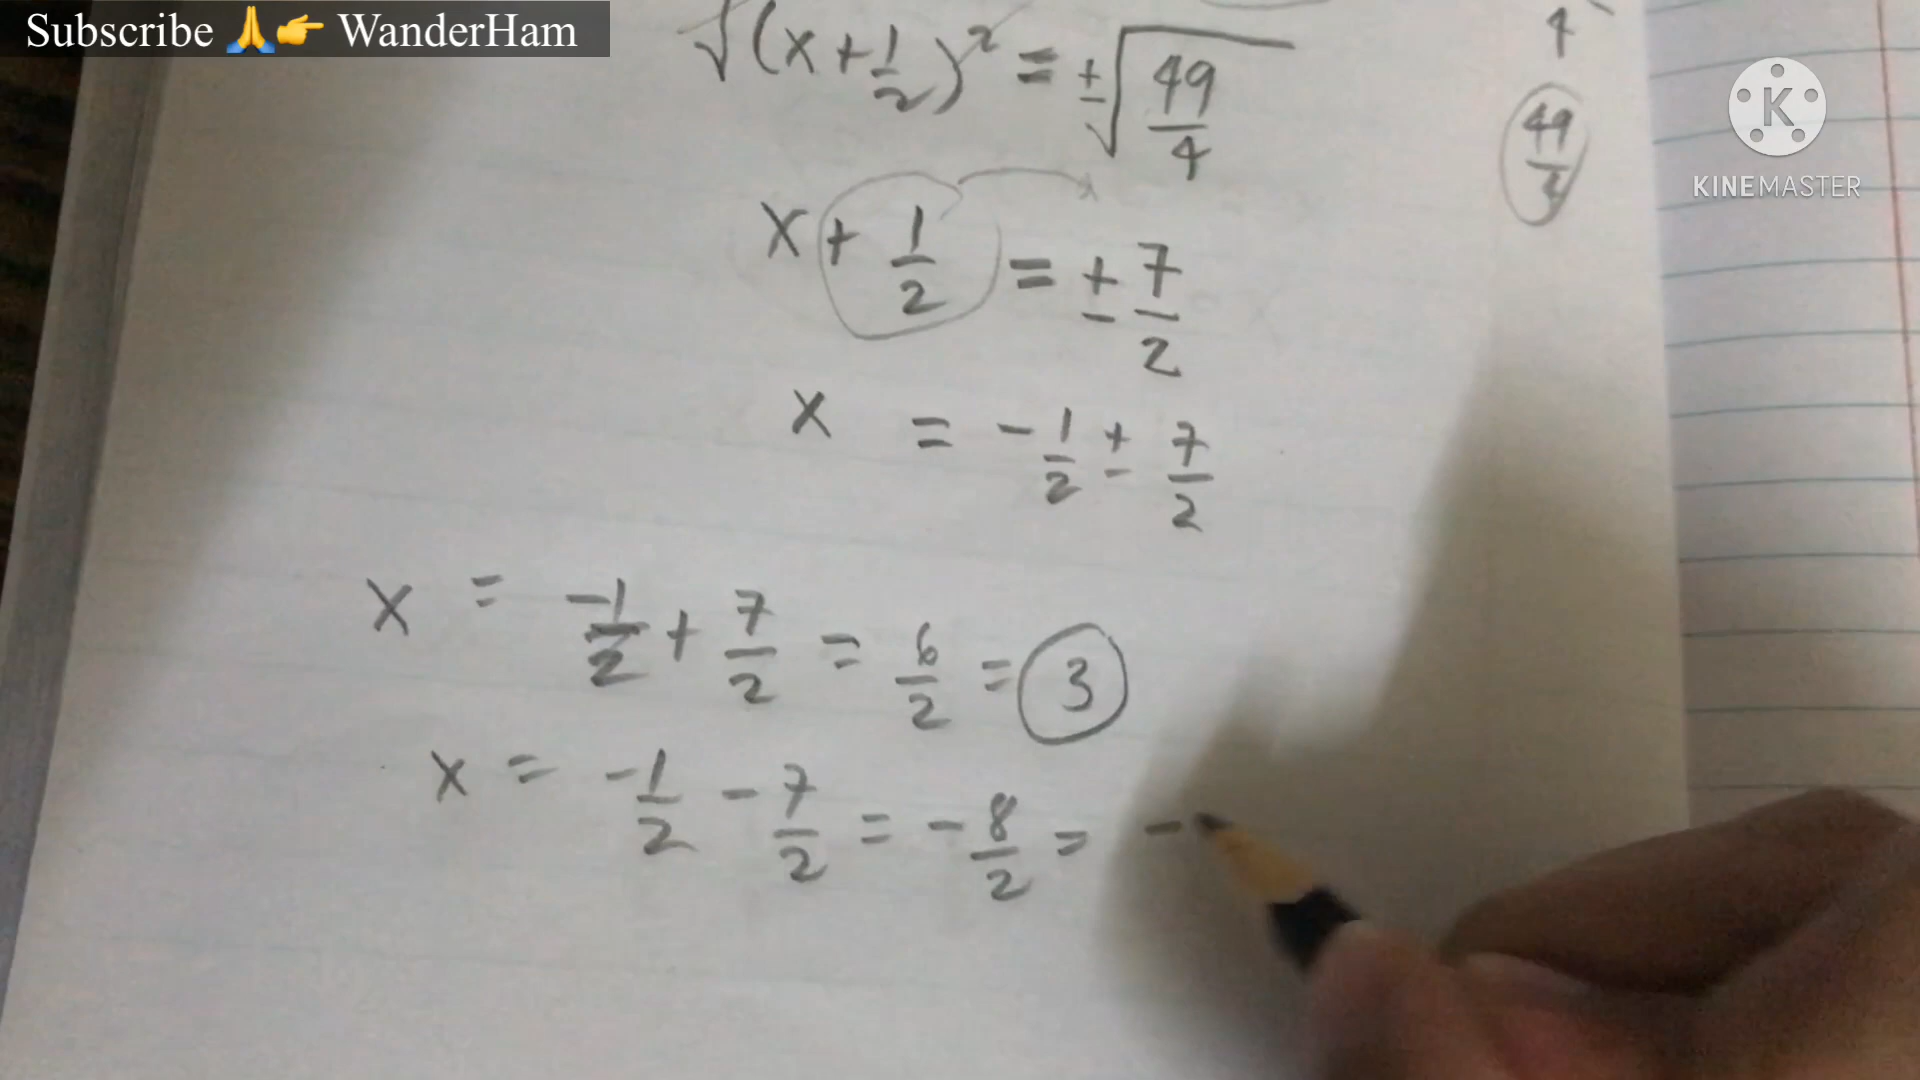 Subscribe 🙏👉 WanderHam
√(x + 1/2)² = ±√(49/4)
4
49/4
KINEMASTER
x + 1/2 = ± 7/2
x = - 1/2 ± 7/2
x = -1/2 + 7/2 = 6/2 = 3
x = -1/2 - 7/2 = - 8/2 = -